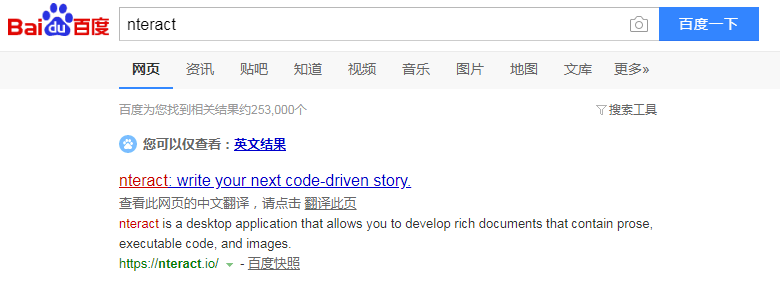 Bai du 百度 nteract 百度一下
网页 资讯 贴吧 知道 视频 音乐 图片 地图 文库 更多»
百度为您找到相关结果约253,000个 搜索工具
您可以仅查看：英文结果
nteract: write your next code-driven story.
查看此网页的中文翻译，请点击 翻译此页
nteract is a desktop application that allows you to develop rich documents that contain prose,
executable code, and images.
https://nteract.io/ - 百度快照